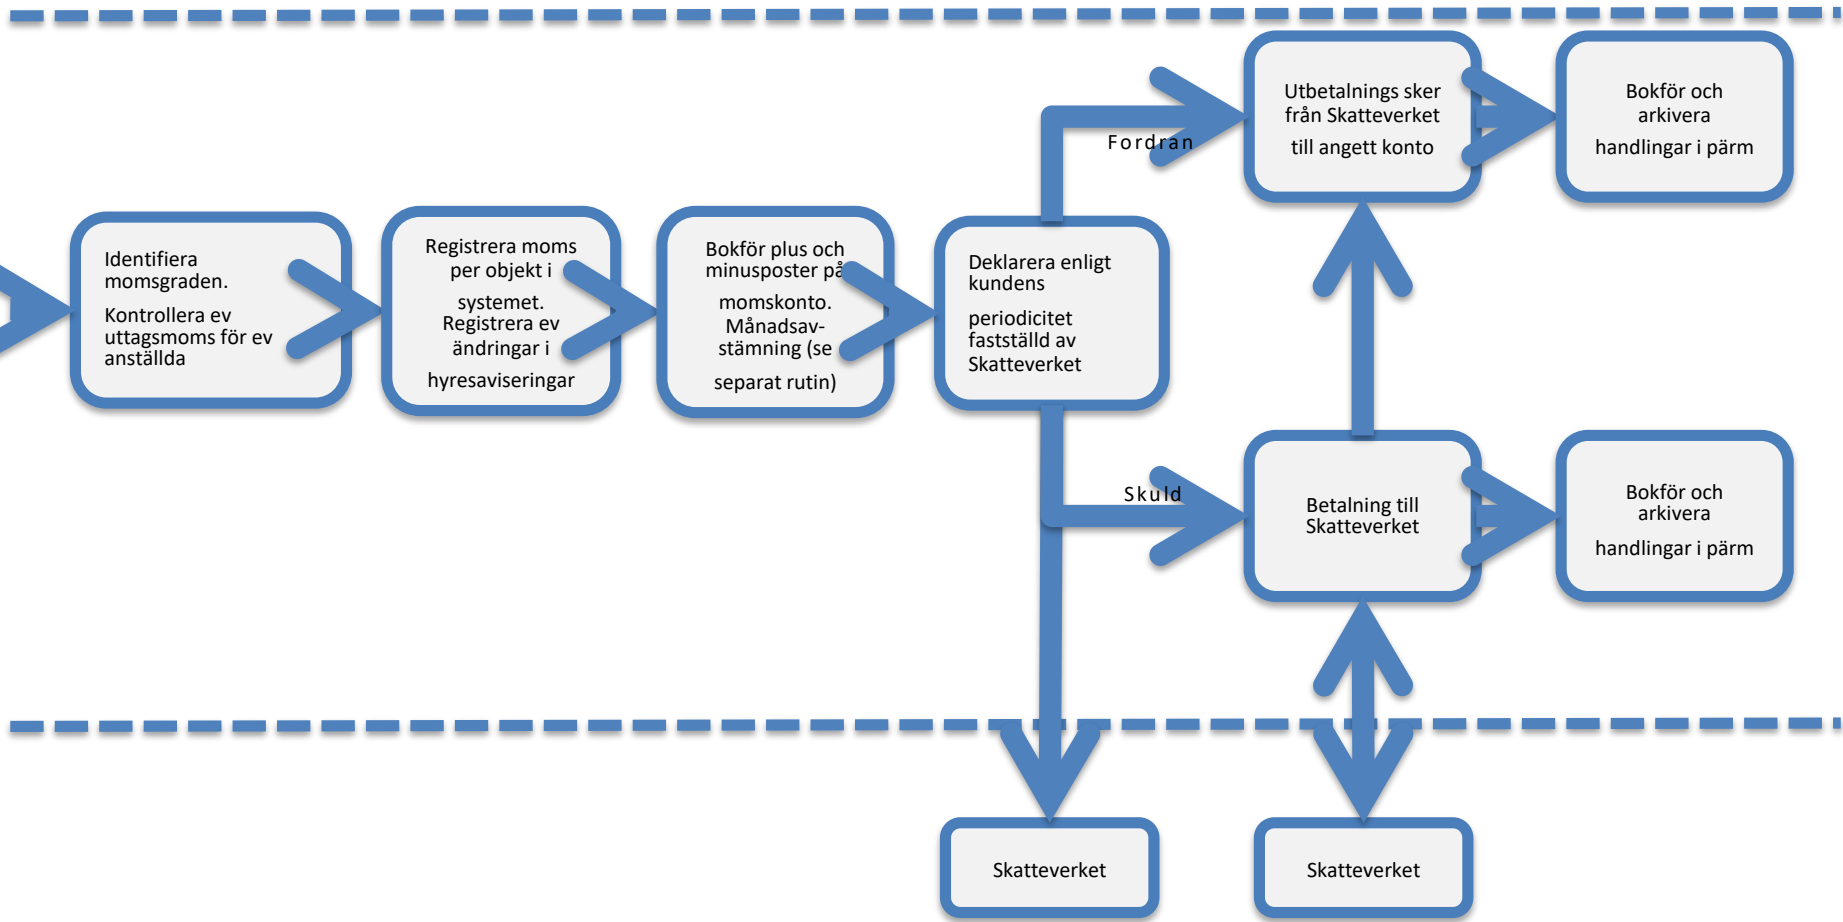 Identifiera
momsgraden.
Kontrollera ev
uttagsmoms för ev
anställda
Registrera moms
per objekt i
systemet.
Registrera ev
ändringar i
hyresaviseringar
Bokför plus och
minusposter på
momskonto.
Månadsav-
stämning (se
separat rutin)
Deklarera enligt
kundens
periodicitet
fastställd av
Skatteverket
Fordran
Utbetalnings sker
från Skatteverket
till angett konto
Bokför och
arkivera
handlingar i pärm
Skuld
Betalning till
Skatteverket
Bokför och
arkivera
handlingar i pärm
Skatteverket
Skatteverket